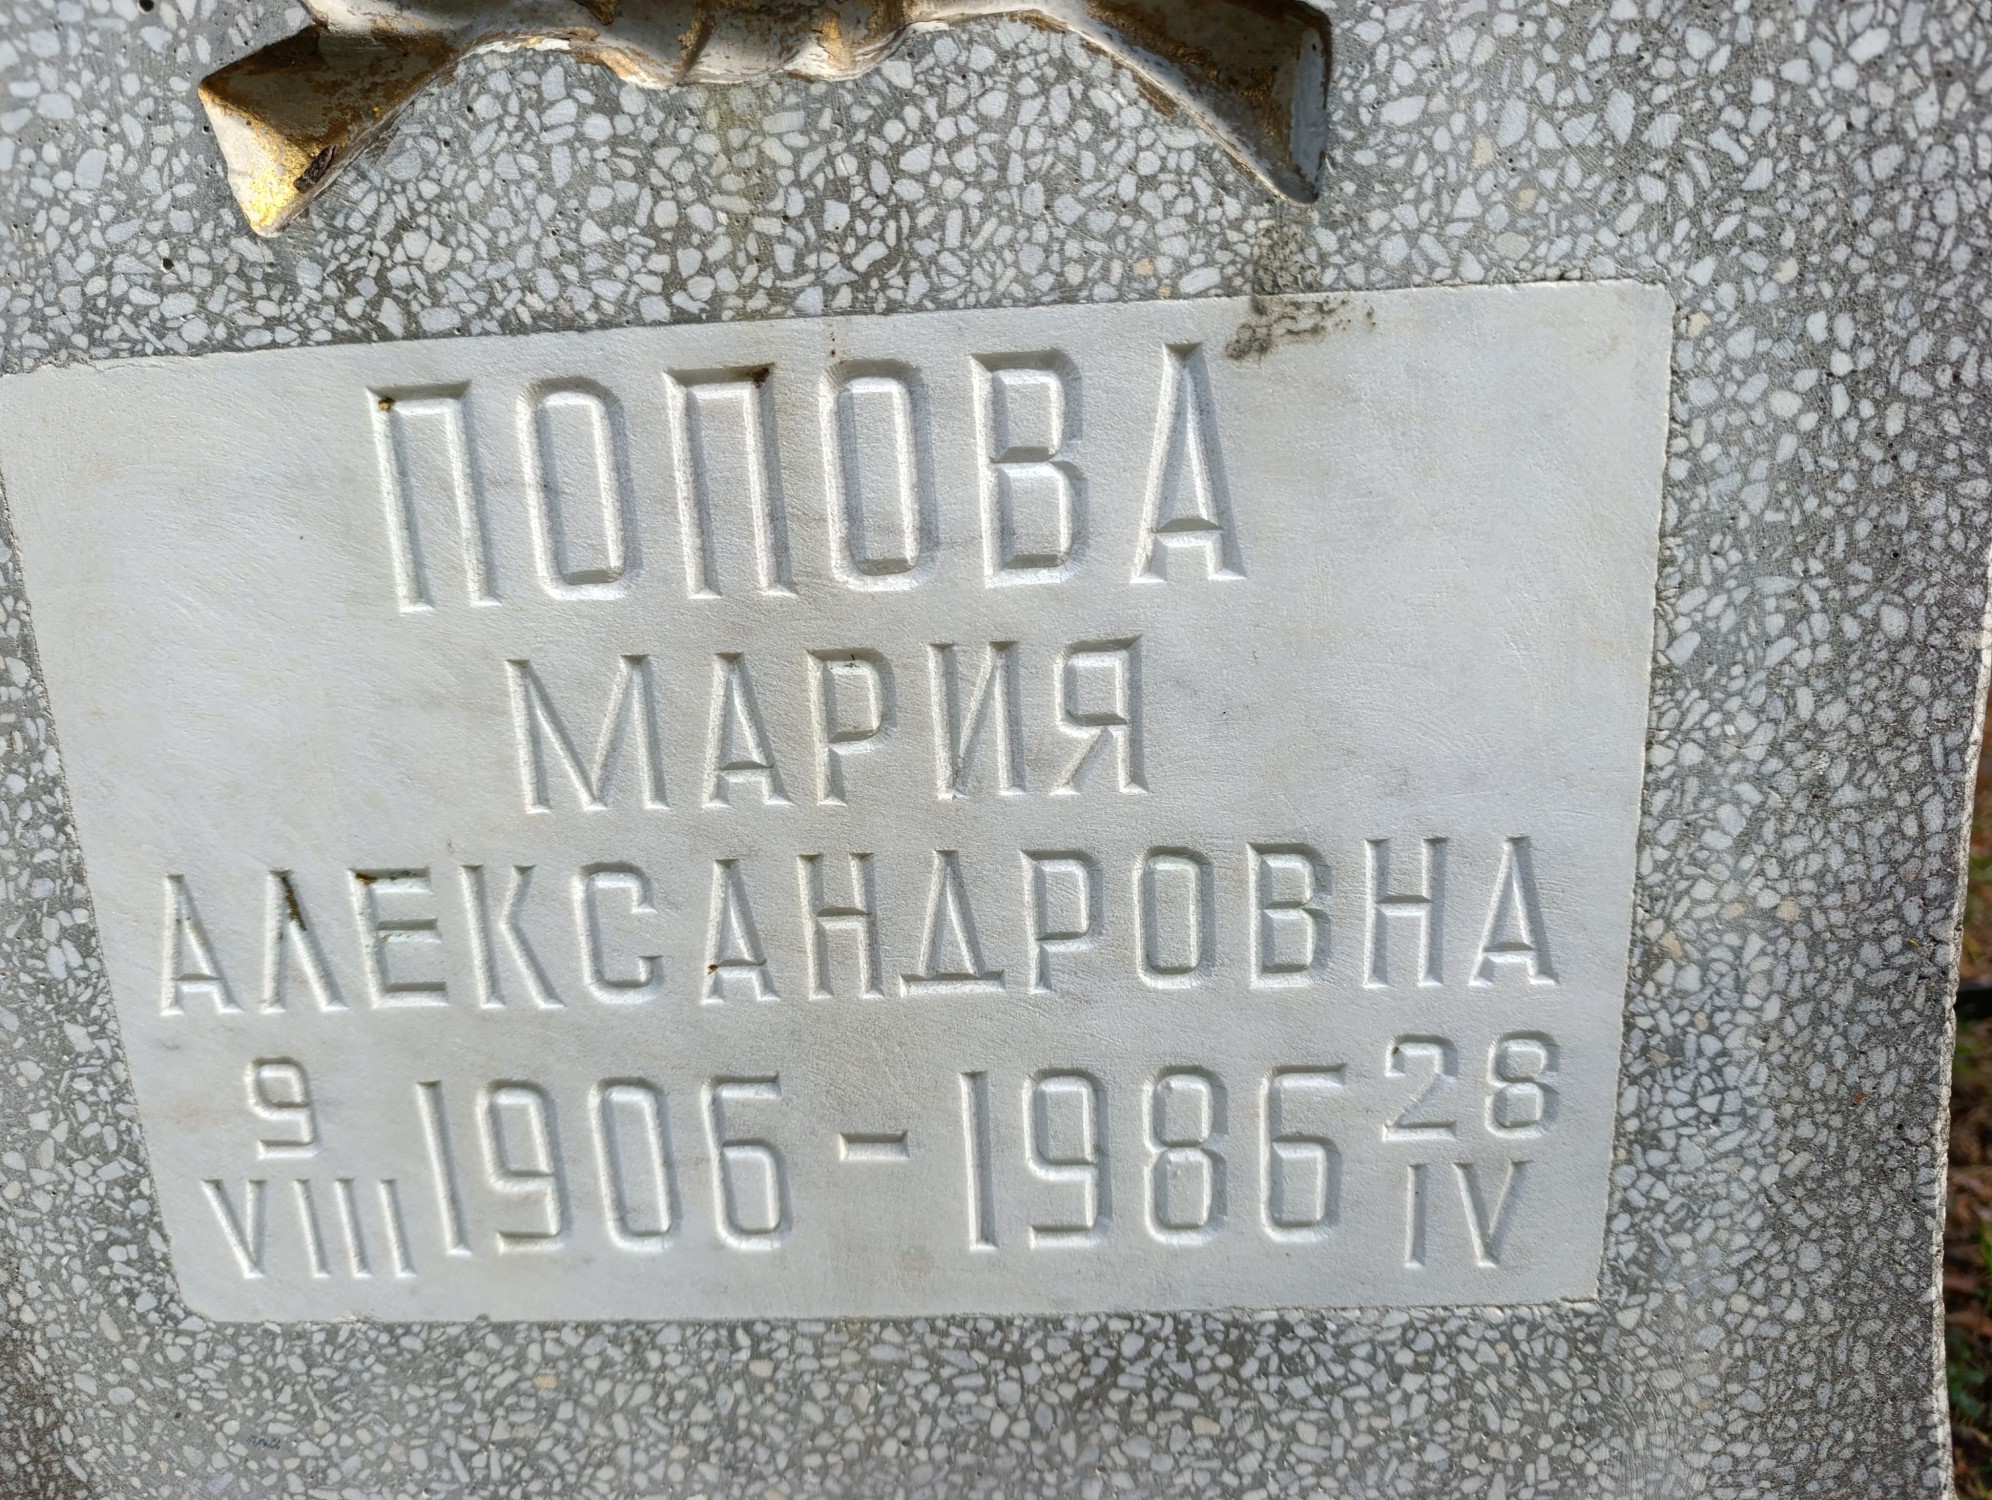 ПОПОВА
МАРИЯ
АЛЕКСАНДРОВНА
9 VIII 1906 - 1986 28 IV